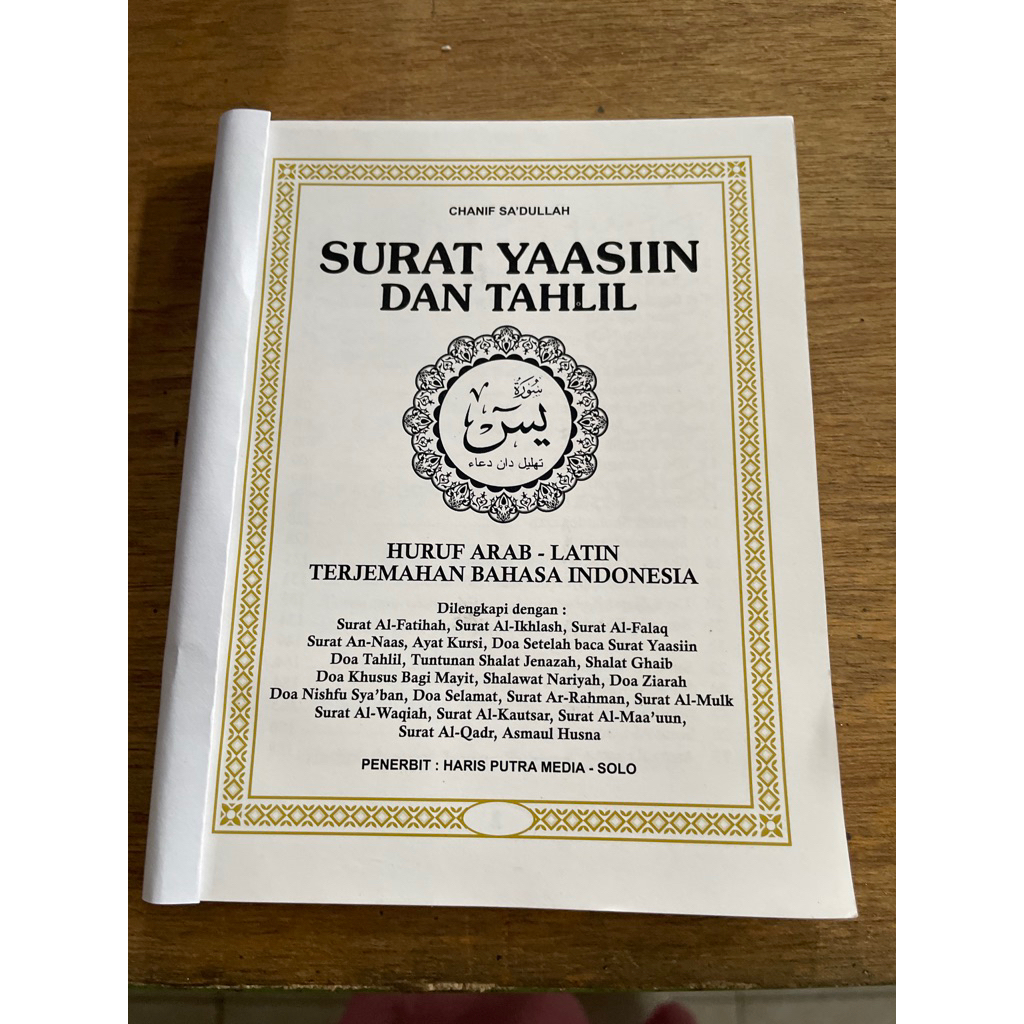 CHANIF SA'DULLAH
SURAT YAASIIN
DAN TAHLIL
سُوْرَةُ
يٰسٓ
تهليل دان دعاء
HURUF ARAB - LATIN
TERJEMAHAN BAHASA INDONESIA
Dilengkapi dengan :
Surat Al-Fatihah, Surat Al-Ikhlash, Surat Al-Falaq
Surat An-Naas, Ayat Kursi, Doa Setelah baca Surat Yaasiin
Doa Tahlil, Tuntunan Shalat Jenazah, Shalat Ghaib
Doa Khusus Bagi Mayit, Shalawat Nariyah, Doa Ziarah
Doa Nishfu Sya'ban, Doa Selamat, Surat Ar-Rahman, Surat Al-Mulk
Surat Al-Waqiah, Surat Al-Kautsar, Surat Al-Maa'uun,
Surat Al-Qadr, Asmaul Husna
PENERBIT : HARIS PUTRA MEDIA - SOLO